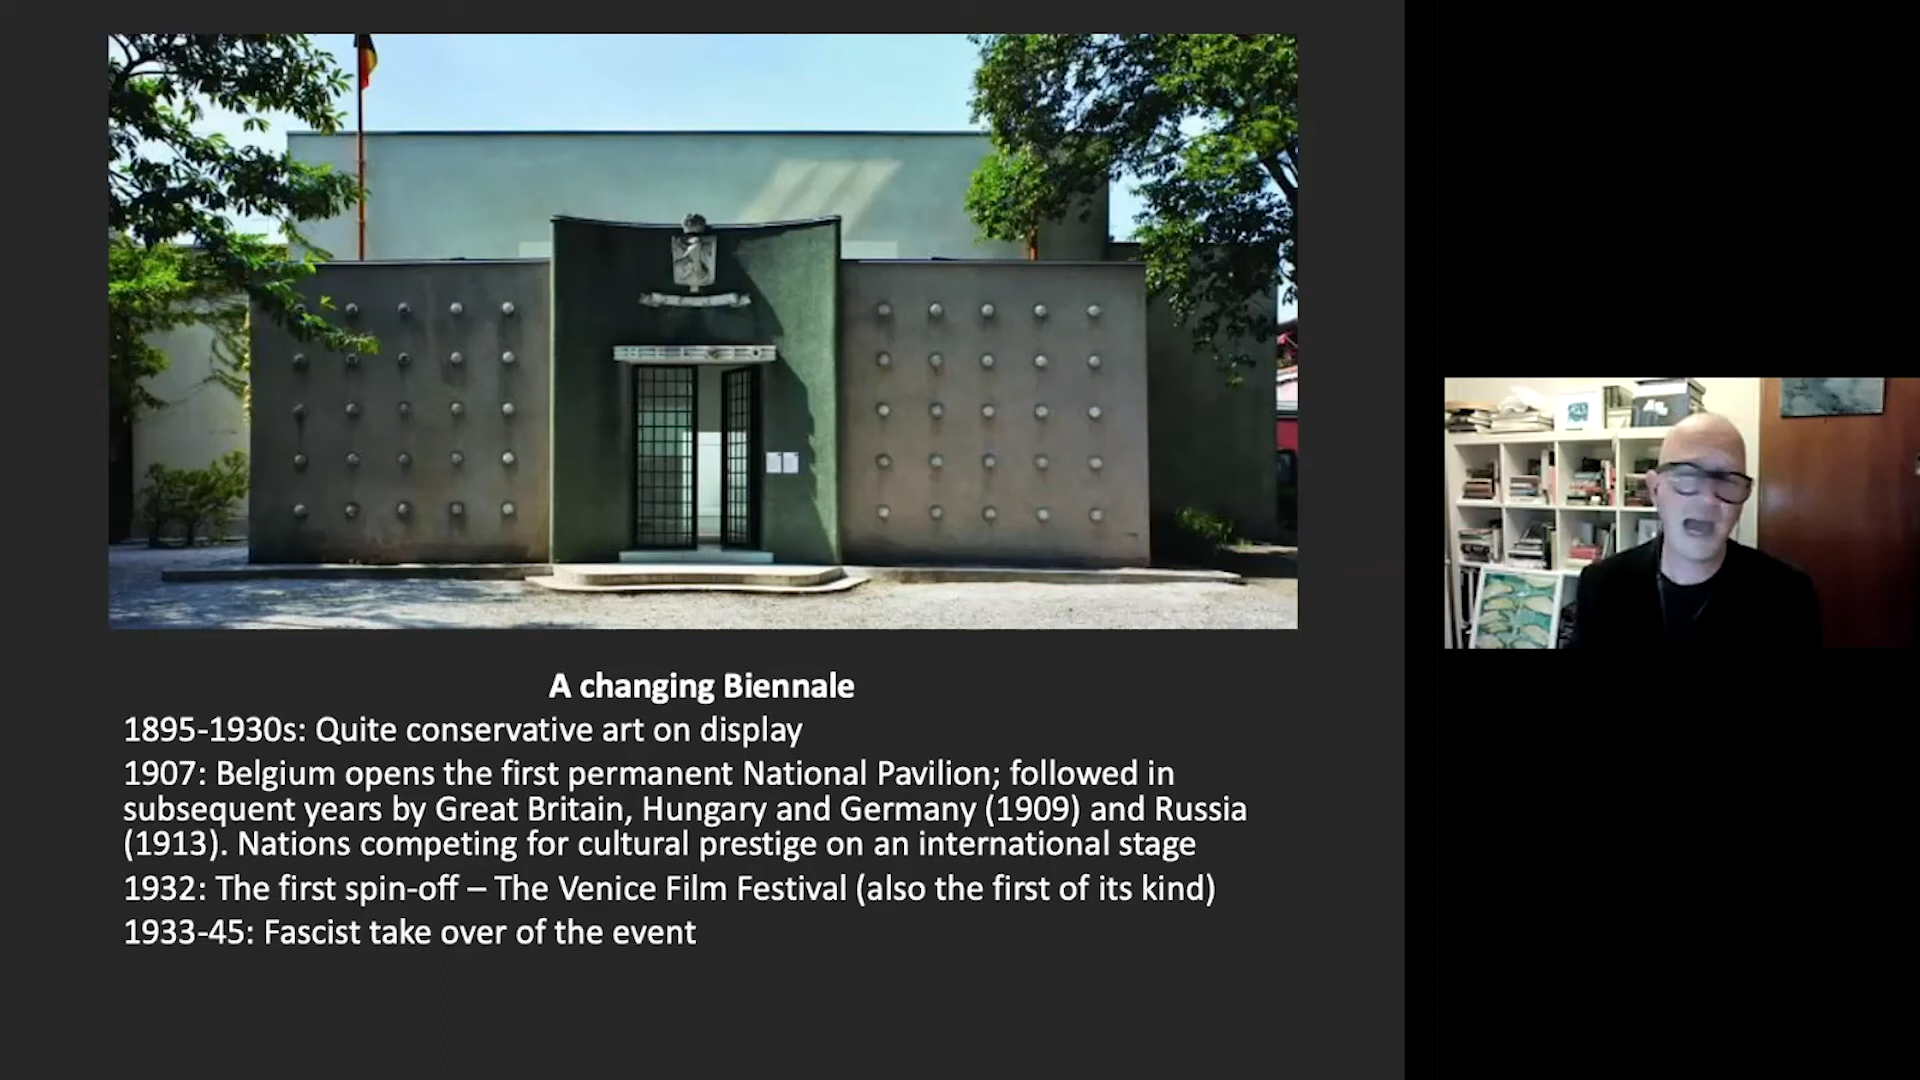 A changing Biennale
1895-1930s: Quite conservative art on display
1907: Belgium opens the first permanent National Pavilion; followed in
subsequent years by Great Britain, Hungary and Germany (1909) and Russia
(1913). Nations competing for cultural prestige on an international stage
1932: The first spin-off – The Venice Film Festival (also the first of its kind)
1933-45: Fascist take over of the event